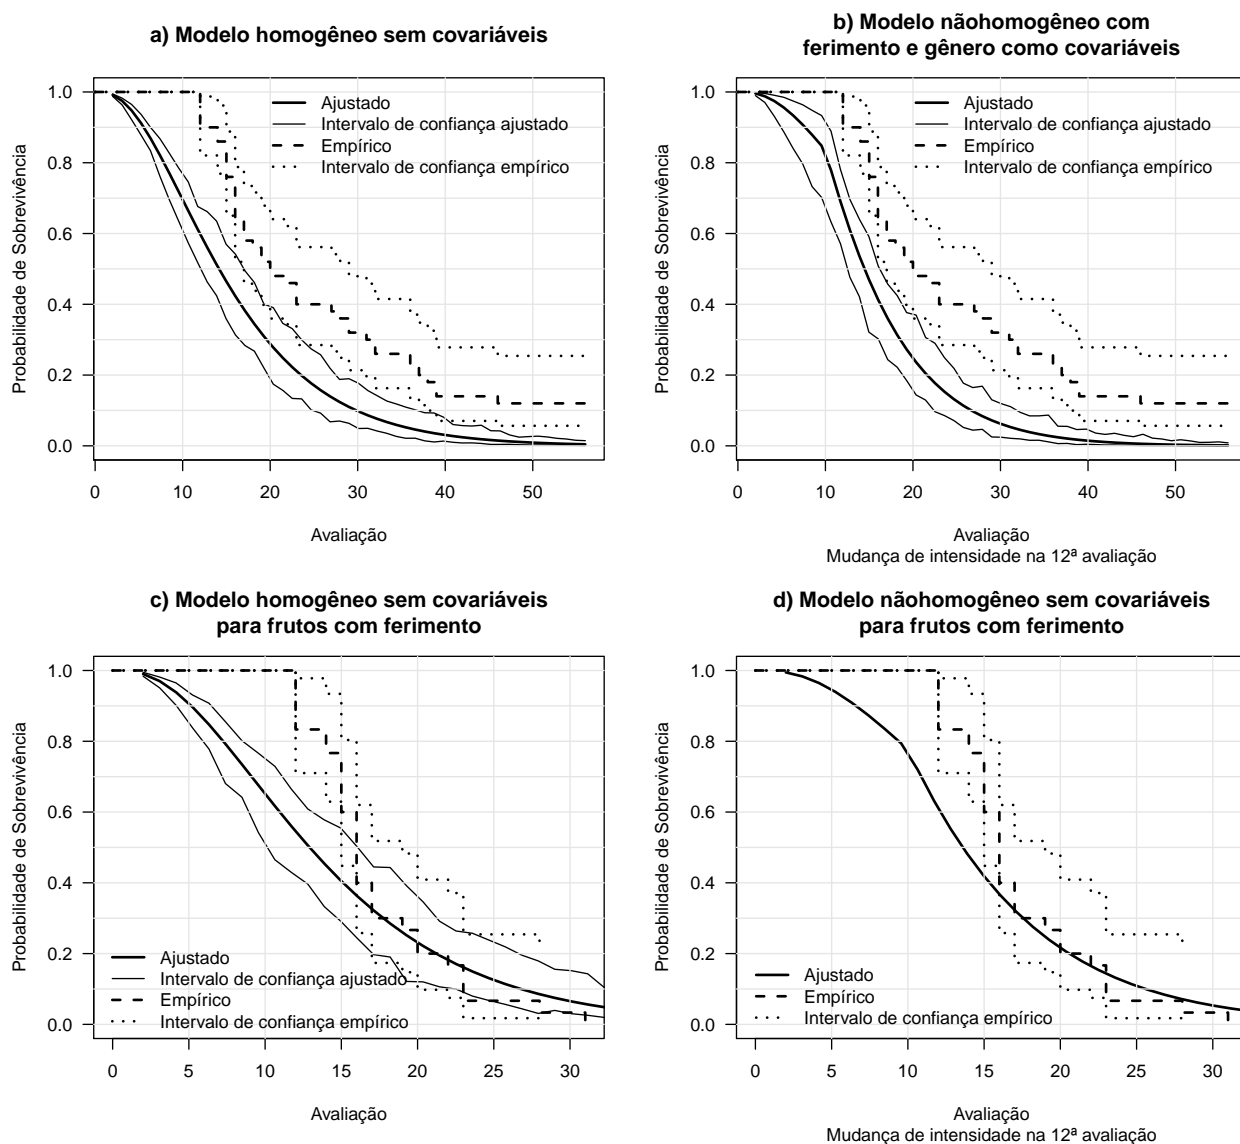 a) Modelo homogêneo sem covariáveis
Probabilidade de Sobrevivência
1.0
0.8
0.6
0.4
0.2
0.0
Ajustado
Intervalo de confiança ajustado
Empírico
Intervalo de confiança empírico
0 10 20 30 40 50
Avaliação
b) Modelo nãohomogêneo com
ferimento e gênero como covariáveis
Probabilidade de Sobrevivência
1.0
0.8
0.6
0.4
0.2
0.0
Ajustado
Intervalo de confiança ajustado
Empírico
Intervalo de confiança empírico
0 10 20 30 40 50
Avaliação
Mudança de intensidade na 12ª avaliação
c) Modelo homogêneo sem covariáveis
para frutos com ferimento
Probabilidade de Sobrevivência
1.0
0.8
0.6
0.4
0.2
0.0
Ajustado
Intervalo de confiança ajustado
Empírico
Intervalo de confiança empírico
0 5 10 15 20 25 30
Avaliação
d) Modelo nãohomogêneo sem covariáveis
para frutos com ferimento
Probabilidade de Sobrevivência
1.0
0.8
0.6
0.4
0.2
0.0
Ajustado
Empírico
Intervalo de confiança empírico
0 5 10 15 20 25 30
Avaliação
Mudança de intensidade na 12ª avaliação